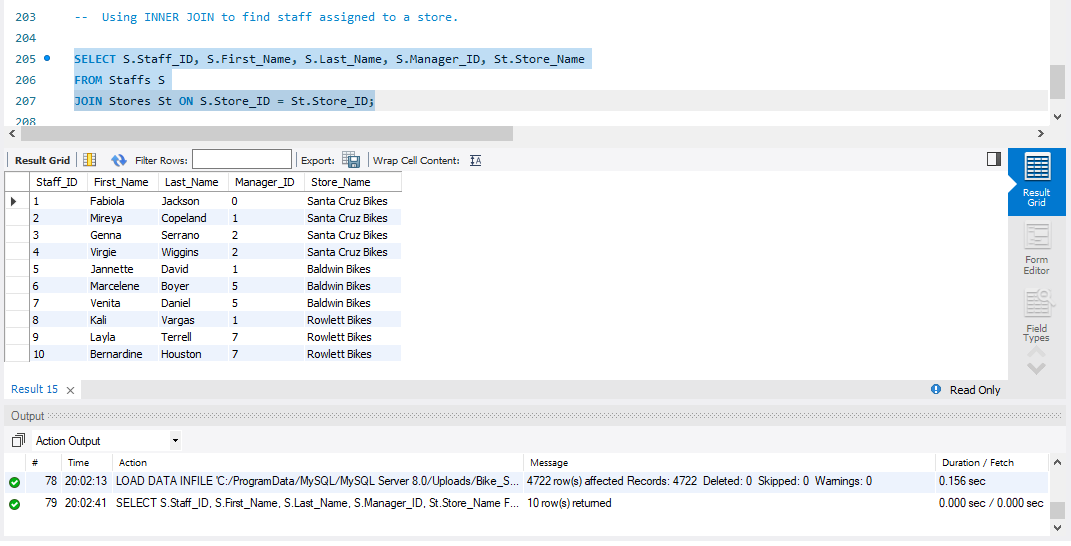 203 -- Using INNER JOIN to find staff assigned to a store.
204
205 SELECT S.Staff_ID, S.First_Name, S.Last_Name, S.Manager_ID, St.Store_Name
206 FROM Staffs S
207 JOIN Stores St ON S.Store_ID = St.Store_ID;
208
Result Grid Filter Rows: Export: Wrap Cell Content:
Staff_ID First_Name Last_Name Manager_ID Store_Name
1 Fabiola Jackson 0 Santa Cruz Bikes
2 Mireya Copeland 1 Santa Cruz Bikes
3 Genna Serrano 2 Santa Cruz Bikes
4 Virgie Wiggins 2 Santa Cruz Bikes
5 Jannette David 1 Baldwin Bikes
6 Marcelene Boyer 5 Baldwin Bikes
7 Venita Daniel 5 Baldwin Bikes
8 Kali Vargas 1 Rowlett Bikes
9 Layla Terrell 7 Rowlett Bikes
10 Bernardine Houston 7 Rowlett Bikes
Result
Grid
Form
Editor
Field
Types
Result 15 Read Only
Output
Action Output
# Time Action Message Duration / Fetch
78 20:02:13 LOAD DATA INFILE 'C:/ProgramData/MySQL/MySQL Server 8.0/Uploads/Bike_S... 4722 row(s) affected Records: 4722 Deleted: 0 Skipped: 0 Warnings: 0 0.156 sec
79 20:02:41 SELECT S.Staff_ID, S.First_Name, S.Last_Name, S.Manager_ID, St.Store_Name F... 10 row(s) returned 0.000 sec / 0.000 sec